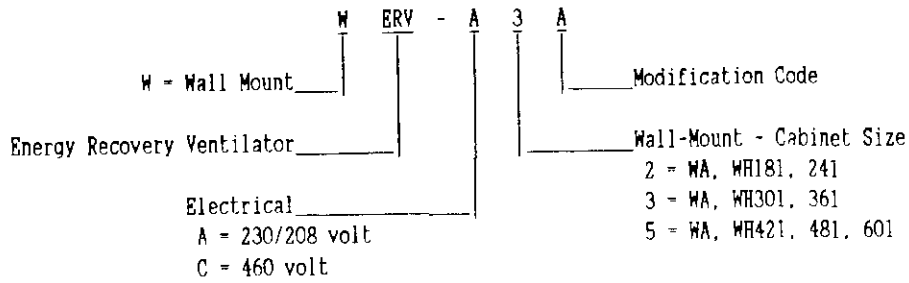 W ERV - A 3 A
W = Wall Mount
Modification Code
Energy Recovery Ventilator
Wall-Mount - Cabinet Size
2 = WA, WH181, 241
3 = WA, WH301, 361
5 = WA, WH421, 481, 601
Electrical
A = 230/208 volt
C = 460 volt